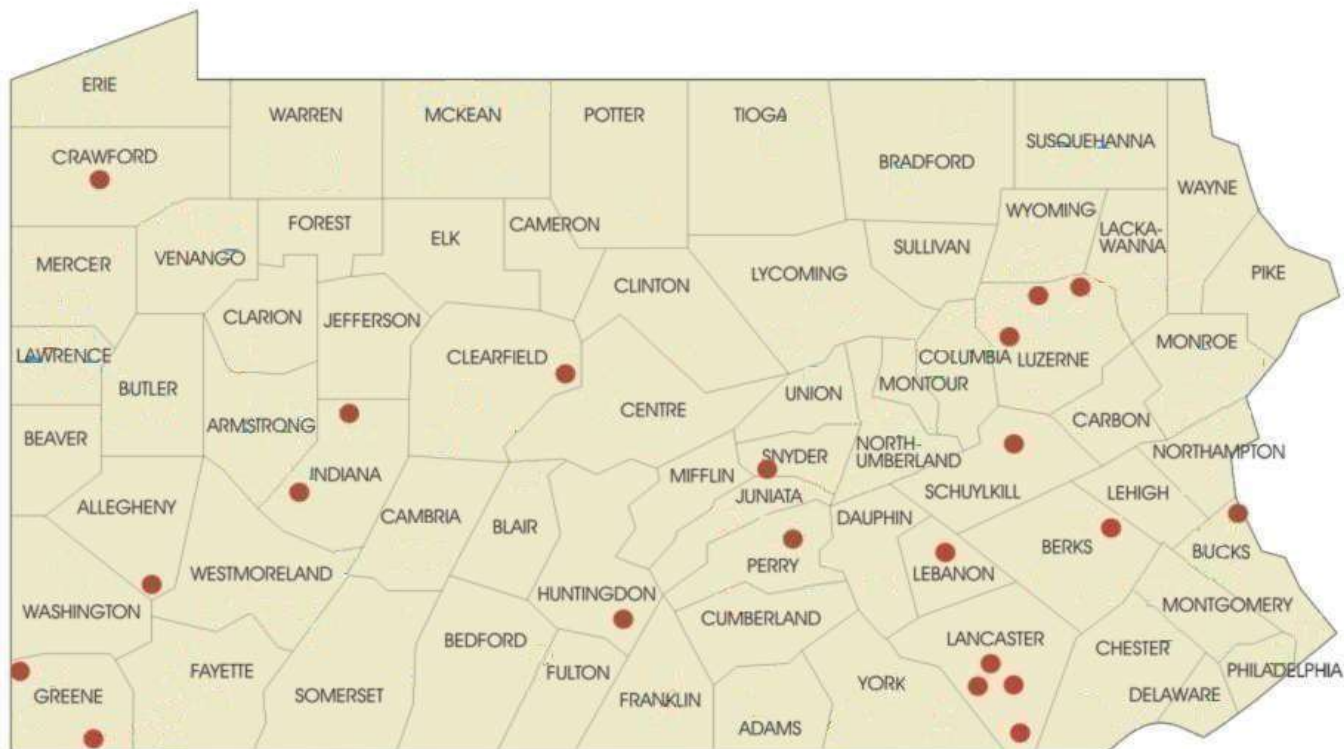 ERIE
WARREN
MCKEAN
POTTER
TIOGA
BRADFORD
SUSQUEHANNA
WAYNE
CRAWFORD
FOREST
ELK
CAMERON
SULLIVAN
WYOMING
LACKA-
WANNA
PIKE
MERCER
VENANGO
CLINTON
LYCOMING
CLARION
JEFFERSON
LAWRENCE
CLEARFIELD
COLUMBIA
LUZERNE
MONROE
BUTLER
CENTRE
UNION
MONTOUR
CARBON
BEAVER
ARMSTRONG
INDIANA
MIFFLIN
SNYDER
NORTH-
UMBERLAND
NORTHAMPTON
ALLEGHENY
CAMBRIA
BLAIR
JUNIATA
DAUPHIN
SCHUYLKILL
LEHIGH
WESTMORELAND
HUNTINGDON
PERRY
LEBANON
BERKS
BUCKS
WASHINGTON
BEDFORD
CUMBERLAND
LANCASTER
CHESTER
MONTGOMERY
GREENE
FAYETTE
SOMERSET
FULTON
FRANKLIN
ADAMS
YORK
DELAWARE
PHILADELPHIA